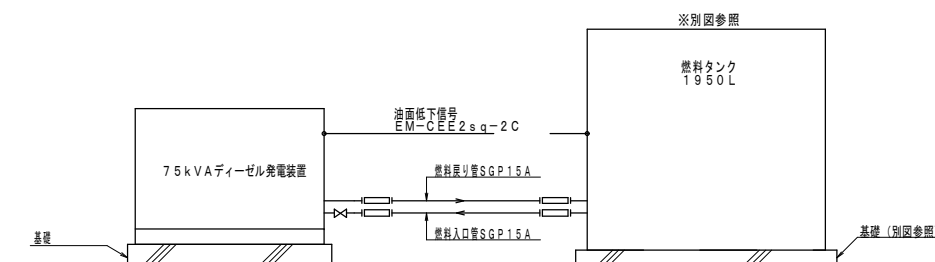 ※別図参照
燃料タンク
1950L
油面低下信号
EM-CEE2sq-2C
75kVAディーゼル発電装置
燃料戻り管SGP15A
燃料入口管SGP15A
基礎
基礎(別図参照